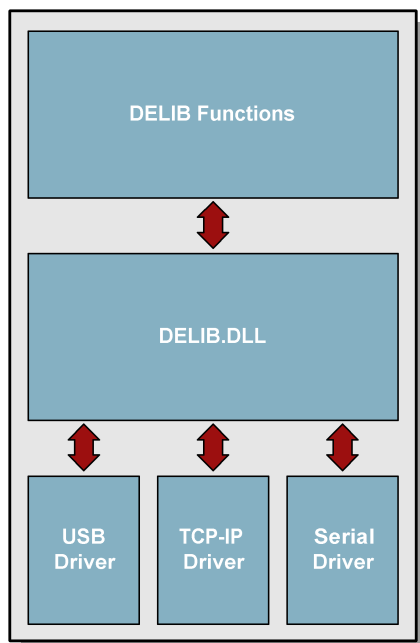 DELIB Functions
DELIB.DLL
USB
Driver
TCP-IP
Driver
Serial
Driver